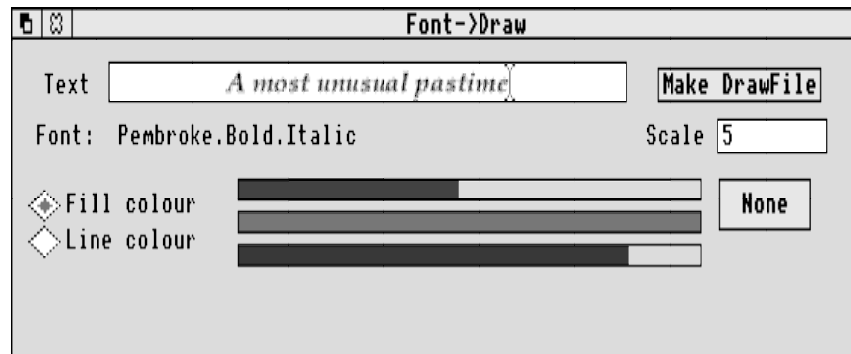 Font->Draw
Text A most unusual pastime Make DrawFile
Font: Pembroke.Bold.Italic Scale 5
Fill colour None
Line colour